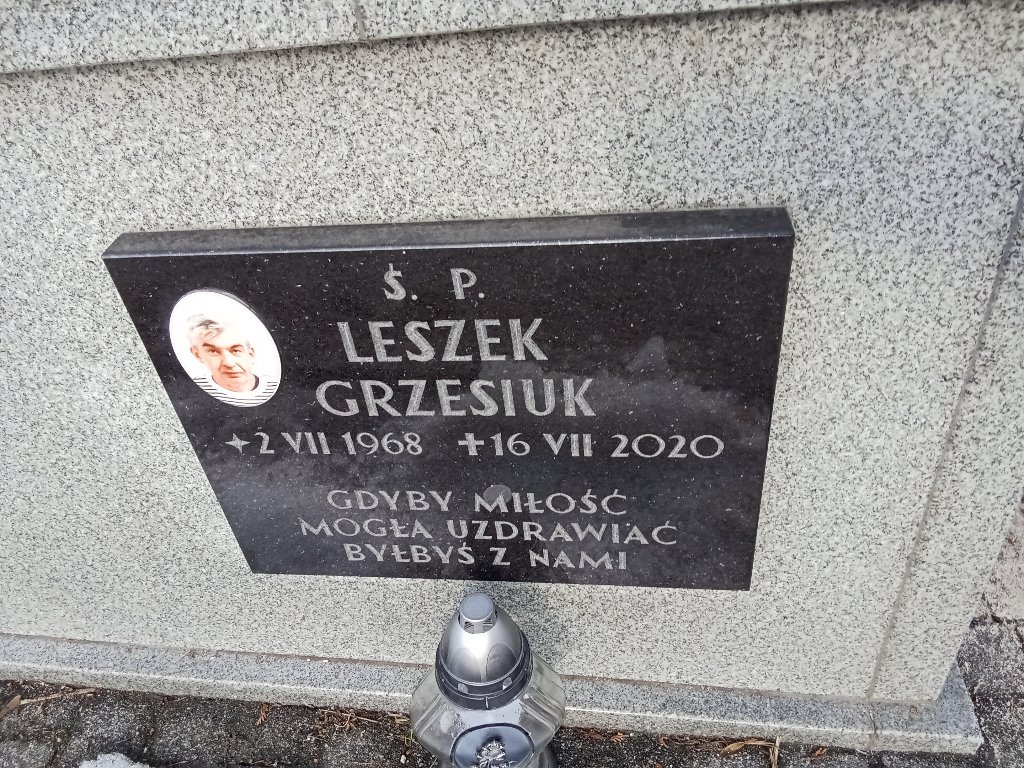 Ś. P.
LESZEK
GRZESIUK
2 VII 1968 16 VII 2020
GDYBY MIŁOŚĆ
MOGŁA UZDRAWIAĆ
BYŁBYŚ Z NAMI